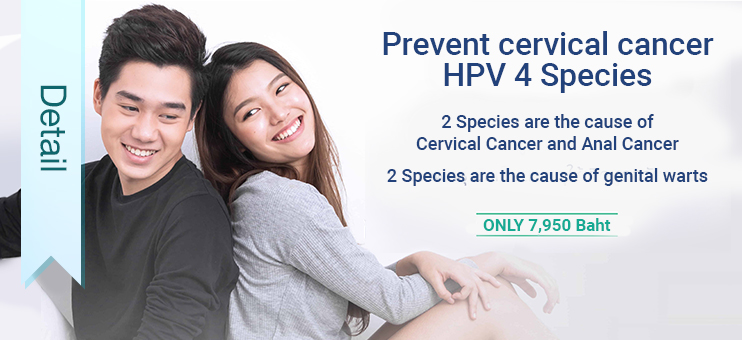 Detail
Prevent cervical cancer
HPV 4 Species
2 Species are the cause of
Cervical Cancer and Anal Cancer
2 Species are the cause of genital warts
ONLY 7,950 Baht